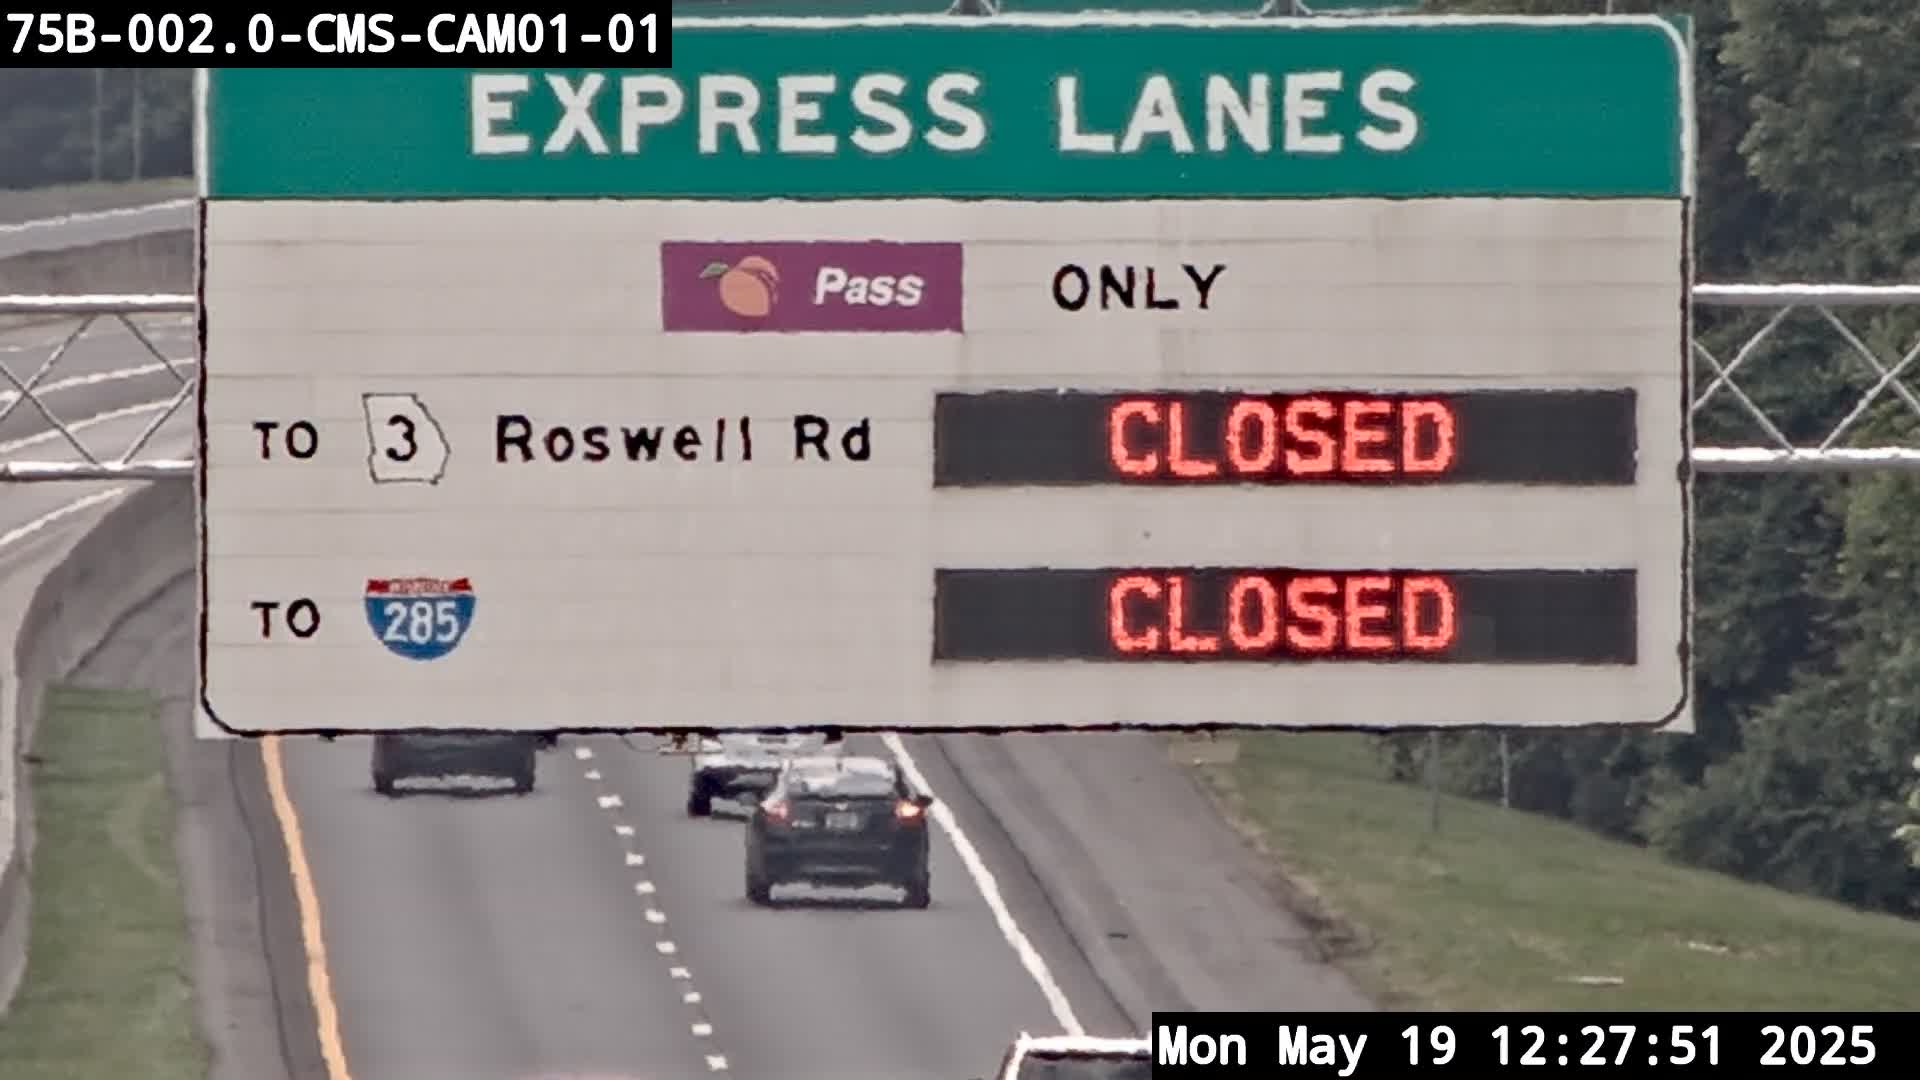 75B-002.0-CMS-CAM01-01
EXPRESS LANES
Pass ONLY
TO 3 Roswell Rd CLOSED
TO INTERSTATE 285 CLOSED
Mon May 19 12:27:51 2025